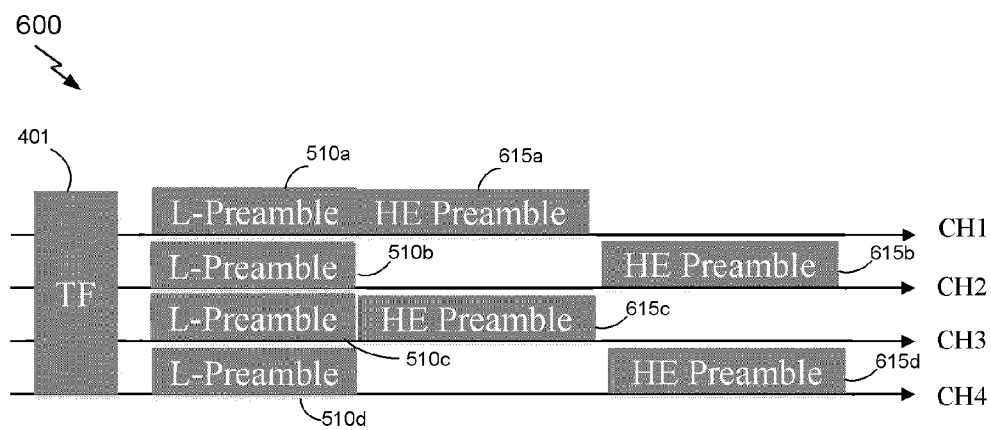 600
401
510a
615a
L-Preamble HE Preamble
CH1
L-Preamble
510b
HE Preamble
615b
CH2
TF
L-Preamble
HE Preamble
615c
CH3
510c
L-Preamble
HE Preamble
615d
CH4
510d